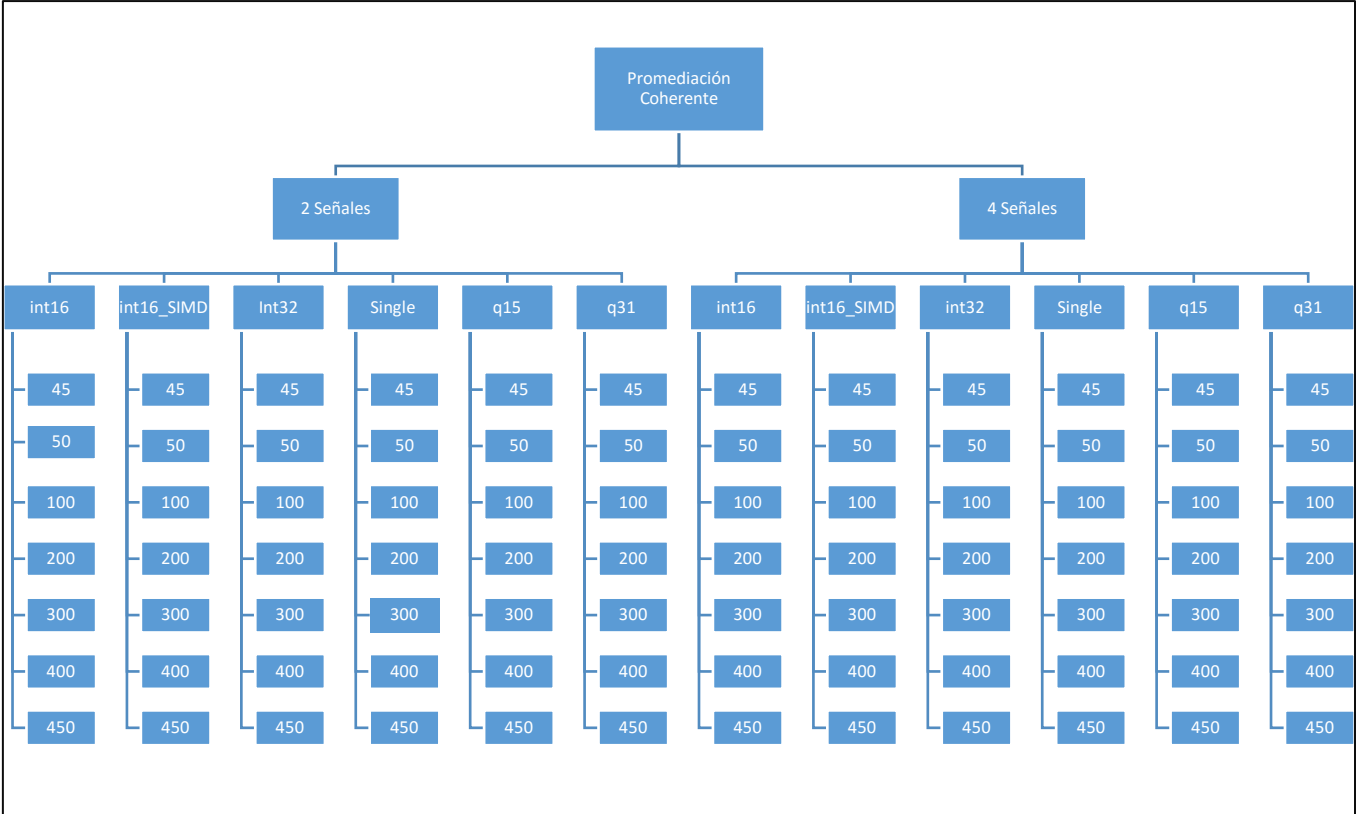 Promediación
Coherente
2 Señales
4 Señales
int16 int16_SIMD Int32 Single q15 q31 int16 int16_SIMD int32 Single q15 q31
45 45 45 45 45 45 45 45 45 45 45 45
50 50 50 50 50 50 50 50 50 50 50 50
100 100 100 100 100 100 100 100 100 100 100 100
200 200 200 200 200 200 200 200 200 200 200 200
300 300 300 300 300 300 300 300 300 300 300 300
400 400 400 400 400 400 400 400 400 400 400 400
450 450 450 450 450 450 450 450 450 450 450 450